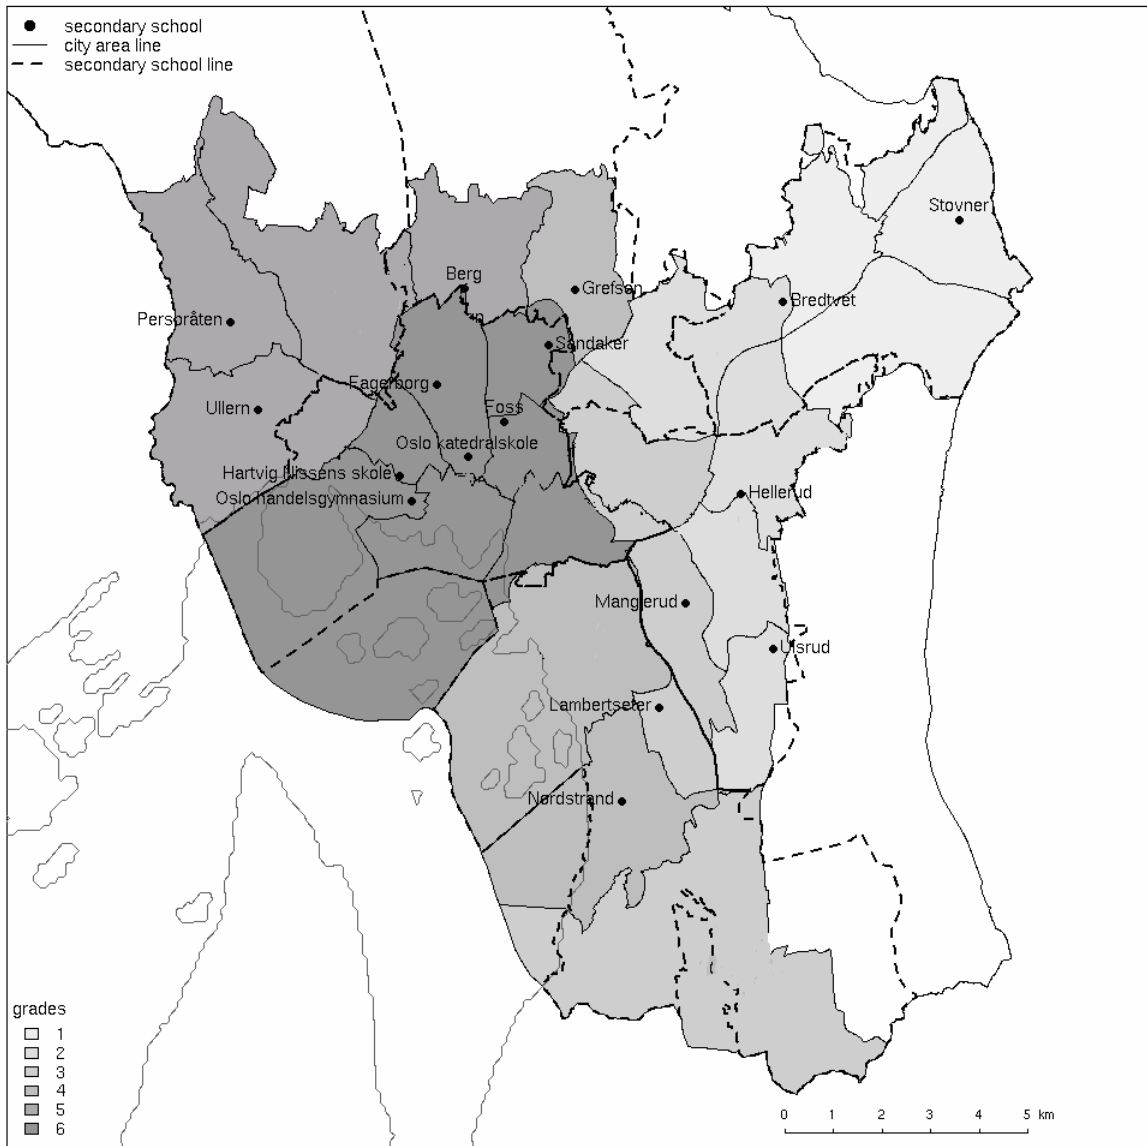 secondary school
city area line
secondary school line
Stovner
Berg
Grefsen
Bredtvet
Persbråten
Sandaker
Fagerborg
Ullern
Foss
Oslo katedralskole
Hartvig Nissens skole
Oslo handelsgymnasium
Hellerud
Manglerud
Ulsrud
Lambertseter
Nordstrand
grades
1
2
3
4
5
6
0 1 2 3 4 5 km